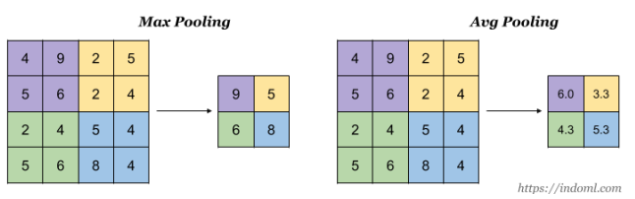 Max Pooling
Avg Pooling
4 9 2 5
5 6 2 4
2 4 5 4
5 6 8 4
9 5
6 8
4 9 2 5
5 6 2 4
2 4 5 4
5 6 8 4
6.0 3.3
4.3 5.3
https://indoml.com